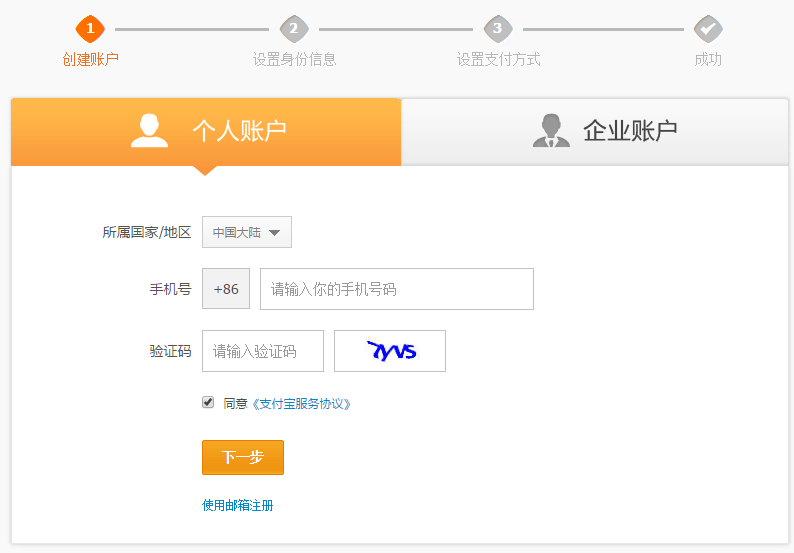 1 2 3
创建账户 设置身份信息 设置支付方式 成功
个人账户 企业账户
所属国家/地区 中国大陆
手机号 +86 请输入你的手机号码
验证码 请输入验证码
同意《支付宝服务协议》
下一步
使用邮箱注册